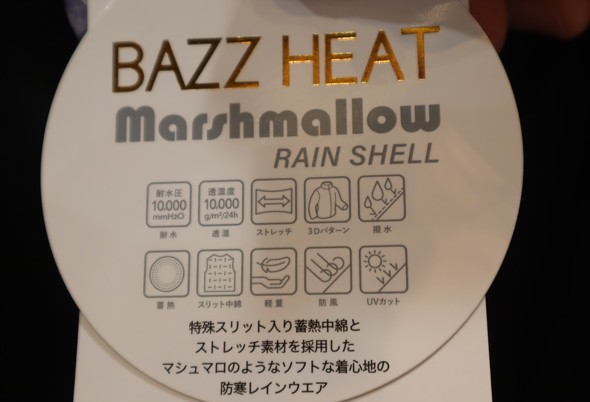 BAZZ HEAT
Marshmallow
RAIN SHELL
耐水圧 透湿度
10.000 10.000
mmH2O g/m²/24h
耐水 透湿 ストレッチ 3Dパターン 撥水
蓄熱 スリット中綿 軽量 防風 UVカット
特殊スリット入り蓄熱中綿と
ストレッチ素材を採用した
マシュマロのようなソフトな着心地の
防寒レインウエア